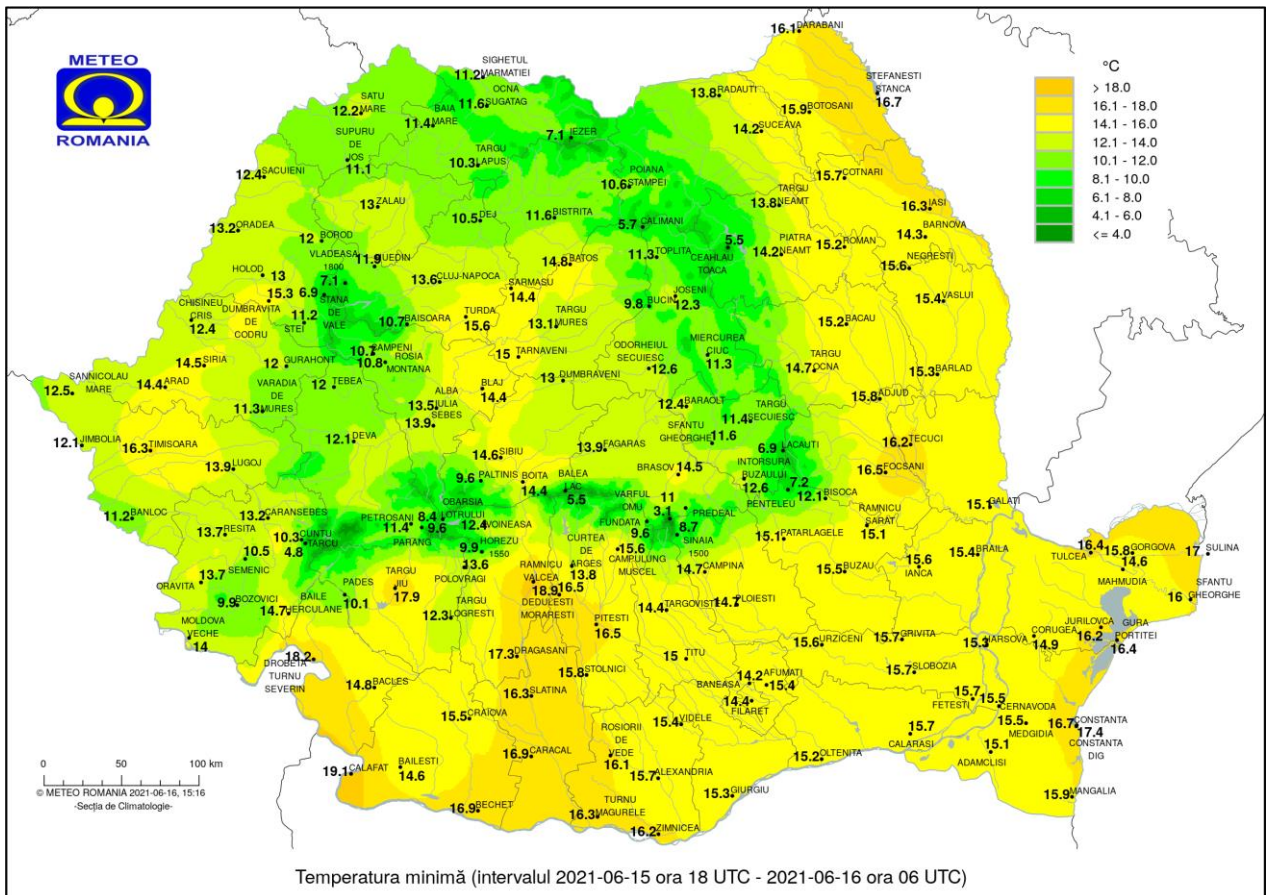 METEO
ROMANIA
°C
> 18.0
16.1 - 18.0
14.1 - 16.0
12.1 - 14.0
10.1 - 12.0
8.1 - 10.0
6.1 - 8.0
4.1 - 6.0
<= 4.0
16.1 DARABANI
STEFANESTI
STANCA
16.7
SIGHETUL
11.2 MARMATIEI
OCNA
11.6 SUGATAG
SATU
12.2 MARE
BAIA
11.4 MARE
13.8 RADAUTI
15.9 BOTOSANI
14.2 SUCEAVA
7.1 IEZER
SUPURU
DE
JOS
11.1
TARGU
10.3 LAPUS
12.4 SACUIENI
POIANA
10.6 STAMPEI
15.7 COTNARI
13 ZALAU
10.5 DEJ
11.6 BISTRITA
5.7 CALIMANI
TARGU
13.8 NEAMT
16.3 IASI
13.2 ORADEA
12 BOROD
BARNOVA
14.3
VLADEASA
1800
7.1
11.9 HUEDIN
14.8 BATOS
11.3 TOPLITA
5.5
CEAHLAU
TOACA
PIATRA
14.2 NEAMT
15.2 ROMAN
NEGRESTI
15.6
HOLOD
13
13.6 CLUJ-NAPOCA
SARMASU
14.4
JOSENI
12.3
9.8 BUCIN
15.4 VASLUI
15.3
DUMBRAVITA
DE
CODRU
6.9
STANA
DE
VALE
CHISINEU
CRIS
12.4
11.2
STEI
10.7 BAISOARA
TURDA
15.6
TARGU
13.1 MURES
15.2 BACAU
MIERCUREA
CIUC
11.3
ODORHEIUL
SECUIESC
12.6
14.5 SIRIA
12 GURAHONT
10.7 CAMPENI
10.8 ROSIA
MONTANA
15 TARNAVENI
TARGU
14.7 OCNA
15.3 BARLAD
SANNICOLAU
12.5 MARE
14.4 ARAD
12 TEBEA
BLAJ
14.4
13 DUMBRAVENI
15.8 ADJUD
VARADIA
DE
11.3 MURES
ALBA
13.5 IULIA
13.9 SEBES
12.4 BARAOLT
TARGU
11.4 SECUIESC
12.1 JIMBOLIA
16.3 TIMISOARA
12.1 DEVA
13.9 FAGARAS
SFANTU
GHEORGHE 11.6
6.9 LACAUTI
16.2 TECUCI
13.9 LUGOJ
14.6 SIBIU
BRASOV 14.5
INTORSURA
BUZAULUI
12.6
7.2
PENTELEU
12.1 BISOCA
16.5 FOCSANI
9.6 PALTINIS
BOITA
14.4
BALEA
LAC
5.5
VARFUL
OMU
3.1
11
PREDEAL
11.2 BANLOC
13.2 CARANSEBES
PETROSANI
11.4
8.4
OBARSIA
LOTRULUI
9.6
PARANG
12.4 VOINEASA
FUNDATA
9.6
8.7
SINAIA
1500
RAMNICU
SARAT
15.1
15.1 GALATI
13.7 RESITA
10.3 CUNTU
4.8 TARCU
9.9 HOREZU
1550
CURTEA
DE
ARGES
13.8
15.6
CAMPULUNG
MUSCEL
15.1 PATARLAGELE
15.4 BRAILA
16.4
TULCEA
15.8 GORGOVA
17 SULINA
10.5
SEMENIC
13.6
POLOVRAGI
RAMNICU
VALCEA
18.9
14.7 CAMPINA
15.5 BUZAU
15.6
IANCA
14.6
MAHMUDIA
ORAVITA
13.7
PADES
10.1
TARGU
JIU
17.9
16.5
DEDULESTI
MORARESTI
SFANTU
16 GHEORGHE
9.9 BOZOVICI
BAILE
14.7 HERCULANE
TARGU
12.3 LOGRESTI
14.4 TARGOVISTE
14.7 PLOIESTI
MOLDOVA
VECHE
14
PITESTI
16.5
15.6 URZICENI
15.7 GRIVITA
15.3 HARSOVA
CORUGEA
14.9
JURILOVCA
16.2
GURA
PORTITEI
16.4
18.2
DROBETA
TURNU
SEVERIN
17.3 DRAGASANI
15 TITU
15.8 STOLNICI
14.2
BANEASA
AFUMATI
15.4
15.7 SLOBOZIA
14.8 BACLES
16.3 SLATINA
14.4
FILARET
15.7
FETESTI
15.5
CERNAVODA
15.5 CRAIOVA
15.4 VIDELE
15.7
CALARASI
15.5
MEDGIDIA
16.7 CONSTANTA
17.4
CONSTANTA
DIG
16.9 CARACAL
ROSIORII
DE
VEDE
16.1
15.2 OLTENITA
15.1
ADAMCLISI
19.1 CALAFAT
BAILESTI
14.6
15.7 ALEXANDRIA
15.3 GIURGIU
15.9 MANGALIA
16.9 BECHET
TURNU
16.3 MAGURELE
16.2 ZIMNICEA
0 50 100 km
© METEO ROMANIA 2021-06-16, 15:16
-Secția de Climatologie-
Temperatura minimă (intervalul 2021-06-15 ora 18 UTC - 2021-06-16 ora 06 UTC)